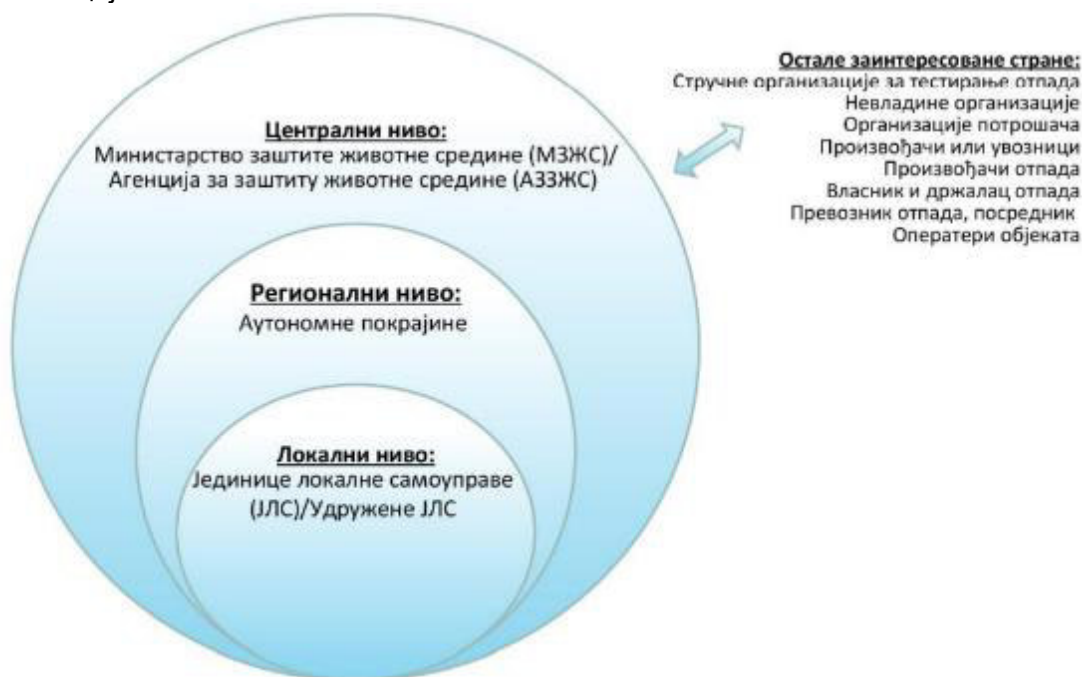 Централни ниво:
Министарство заштите животне средине (МЗЖС)/
Агенција за заштиту животне средине (АЗЗЖС)
Регионални ниво:
Аутономне покрајине
Локални ниво:
Јединице локалне самоуправе
(ЈЛС)/Удружене ЈЛС
Остале заинтересоване стране:
Стручне организације за тестирање отпада
Невладине организације
Организације потрошача
Произвођачи или увозници
Произвођачи отпада
Власник и држалац отпада
Превозник отпада, посредник
Оператери објеката